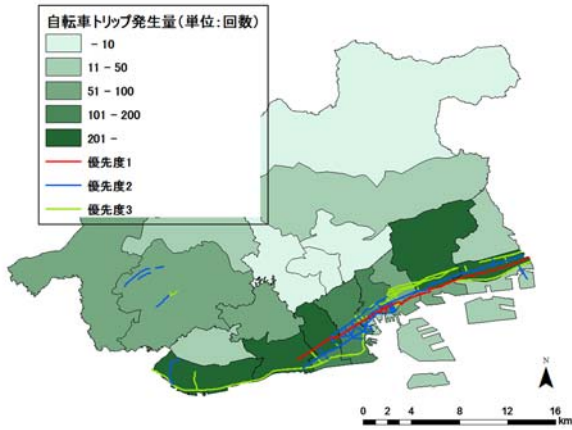 自転車トリップ発生量(単位:回数)
- 10
11 - 50
51 - 100
101 - 200
201 -
優先度1
優先度2
優先度3
N
0 2 4 8 12 16
km